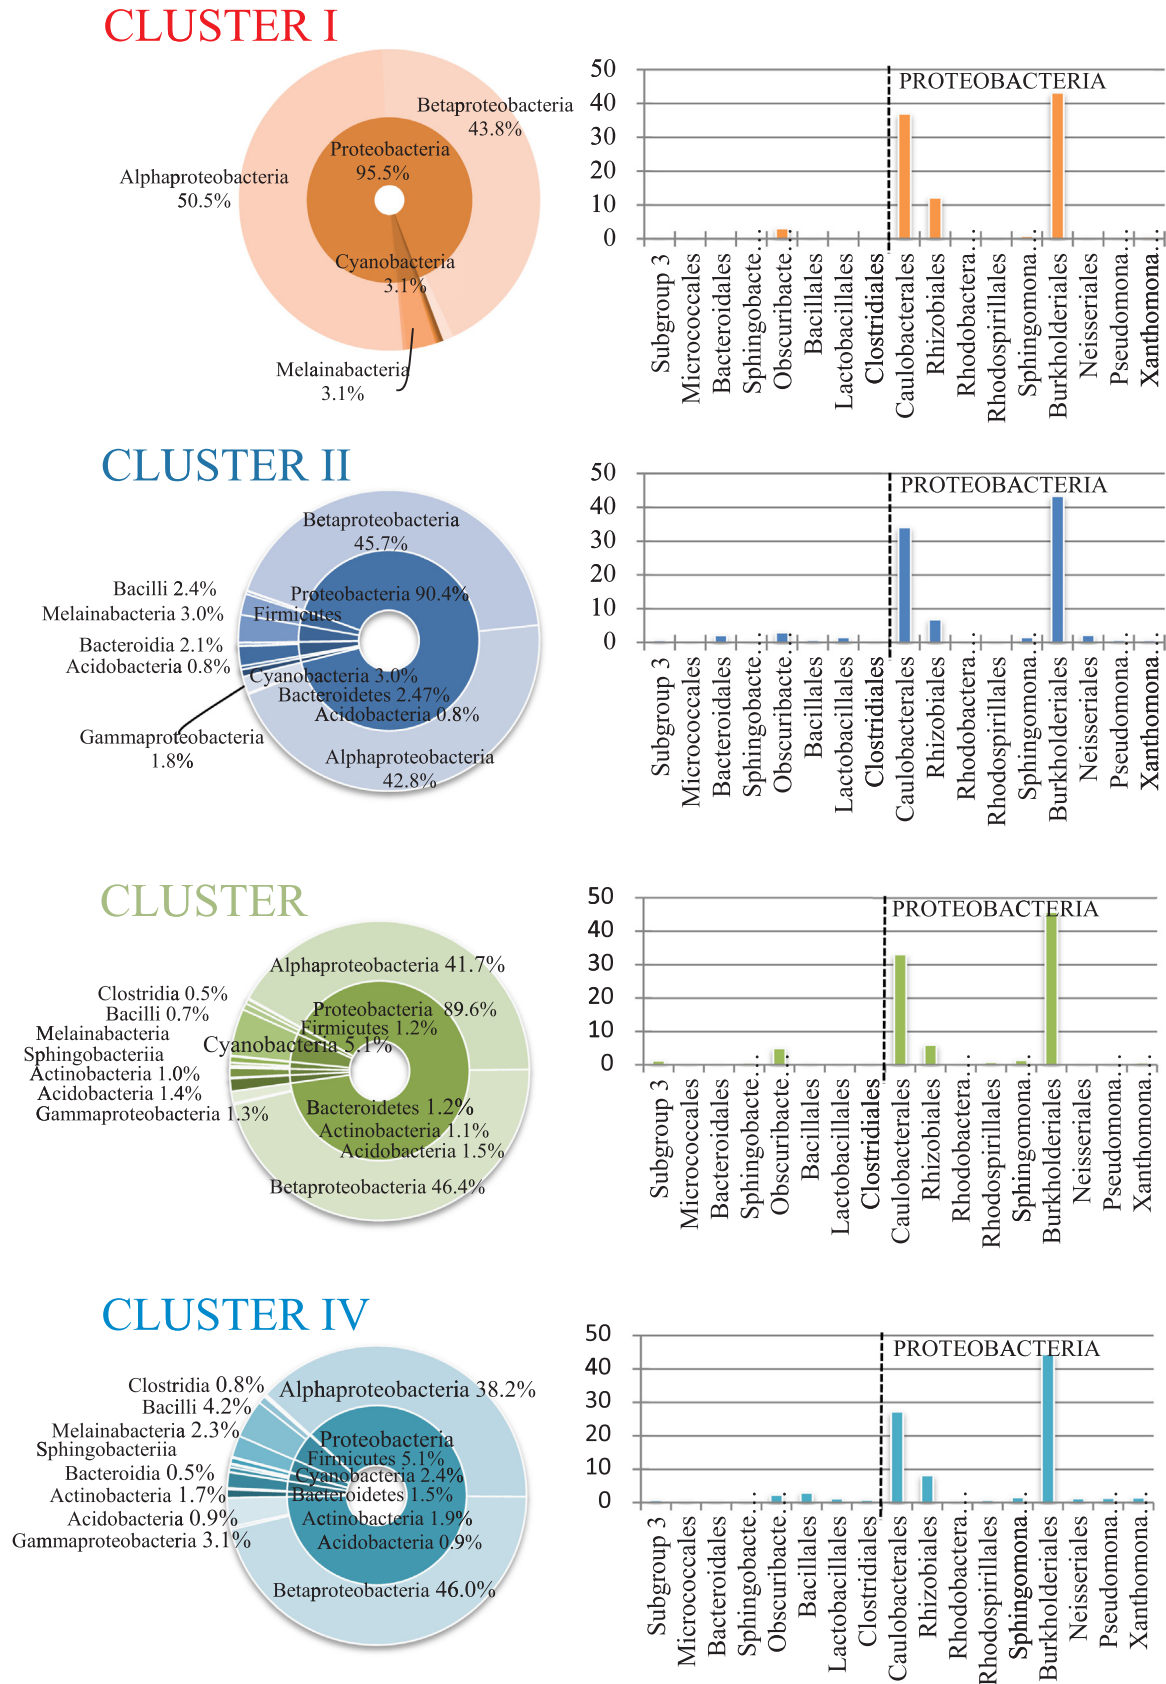 CLUSTER I
Betaproteobacteria
43.8%
Proteobacteria
95.5%
Alphaproteobacteria
50.5%
Cyanobacteria
3.1%
Melainabacteria
3.1%
PROTEOBACTERIA
50
40
30
20
10
0
Subgroup 3
Micrococcales
Bacteroidales
Sphingobacte...
Obscuribacte...
Bacillales
Lactobacillales
Clostridiales
Caulobacterales
Rhizobiales
Rhodobactera...
Rhodospirillales
Sphingomona...
Burkholderiales
Neisseriales
Pseudomona...
Xanthomona...
CLUSTER II
Betaproteobacteria
45.7%
Proteobacteria 90.4%
Bacilli 2.4%
Melainabacteria 3.0%
Firmicutes
Bacteroidia 2.1%
Acidobacteria 0.8%
Cyanobacteria 3.0%
Bacteroidetes 2.47%
Acidobacteria 0.8%
Gammaproteobacteria
1.8%
Alphaproteobacteria
42.8%
PROTEOBACTERIA
50
40
30
20
10
0
Subgroup 3
Micrococcales
Bacteroidales
Sphingobacte...
Obscuribacte...
Bacillales
Lactobacillales
Clostridiales
Caulobacterales
Rhizobiales
Rhodobactera...
Rhodospirillales
Sphingomona...
Burkholderiales
Neisseriales
Pseudomona...
Xanthomona...
CLUSTER
Alphaproteobacteria 41.7%
Clostridia 0.5%
Bacilli 0.7%
Melainabacteria
Sphingobacteriia
Actinobacteria 1.0%
Acidobacteria 1.4%
Gammaproteobacteria 1.3%
Proteobacteria 89.6%
Firmicutes 1.2%
Cyanobacteria 5.1%
Bacteroidetes 1.2%
Actinobacteria 1.1%
Acidobacteria 1.5%
Betaproteobacteria 46.4%
PROTEOBACTERIA
50
40
30
20
10
0
Subgroup 3
Micrococcales
Bacteroidales
Sphingobacte...
Obscuribacte...
Bacillales
Lactobacillales
Clostridiales
Caulobacterales
Rhizobiales
Rhodobactera...
Rhodospirillales
Sphingomona...
Burkholderiales
Neisseriales
Pseudomona...
Xanthomona...
CLUSTER IV
Alphaproteobacteria 38.2%
Clostridia 0.8%
Bacilli 4.2%
Melainabacteria 2.3%
Sphingobacteriia
Bacteroidia 0.5%
Actinobacteria 1.7%
Acidobacteria 0.9%
Gammaproteobacteria 3.1%
Proteobacteria
Firmicutes 5.1%
Cyanobacteria 2.4%
Bacteroidetes 1.5%
Actinobacteria 1.9%
Acidobacteria 0.9%
Betaproteobacteria 46.0%
PROTEOBACTERIA
50
40
30
20
10
0
Subgroup 3
Micrococcales
Bacteroidales
Sphingobacte...
Obscuribacte...
Bacillales
Lactobacillales
Clostridiales
Caulobacterales
Rhizobiales
Rhodobactera...
Rhodospirillales
Sphingomona...
Burkholderiales
Neisseriales
Pseudomona...
Xanthomona...